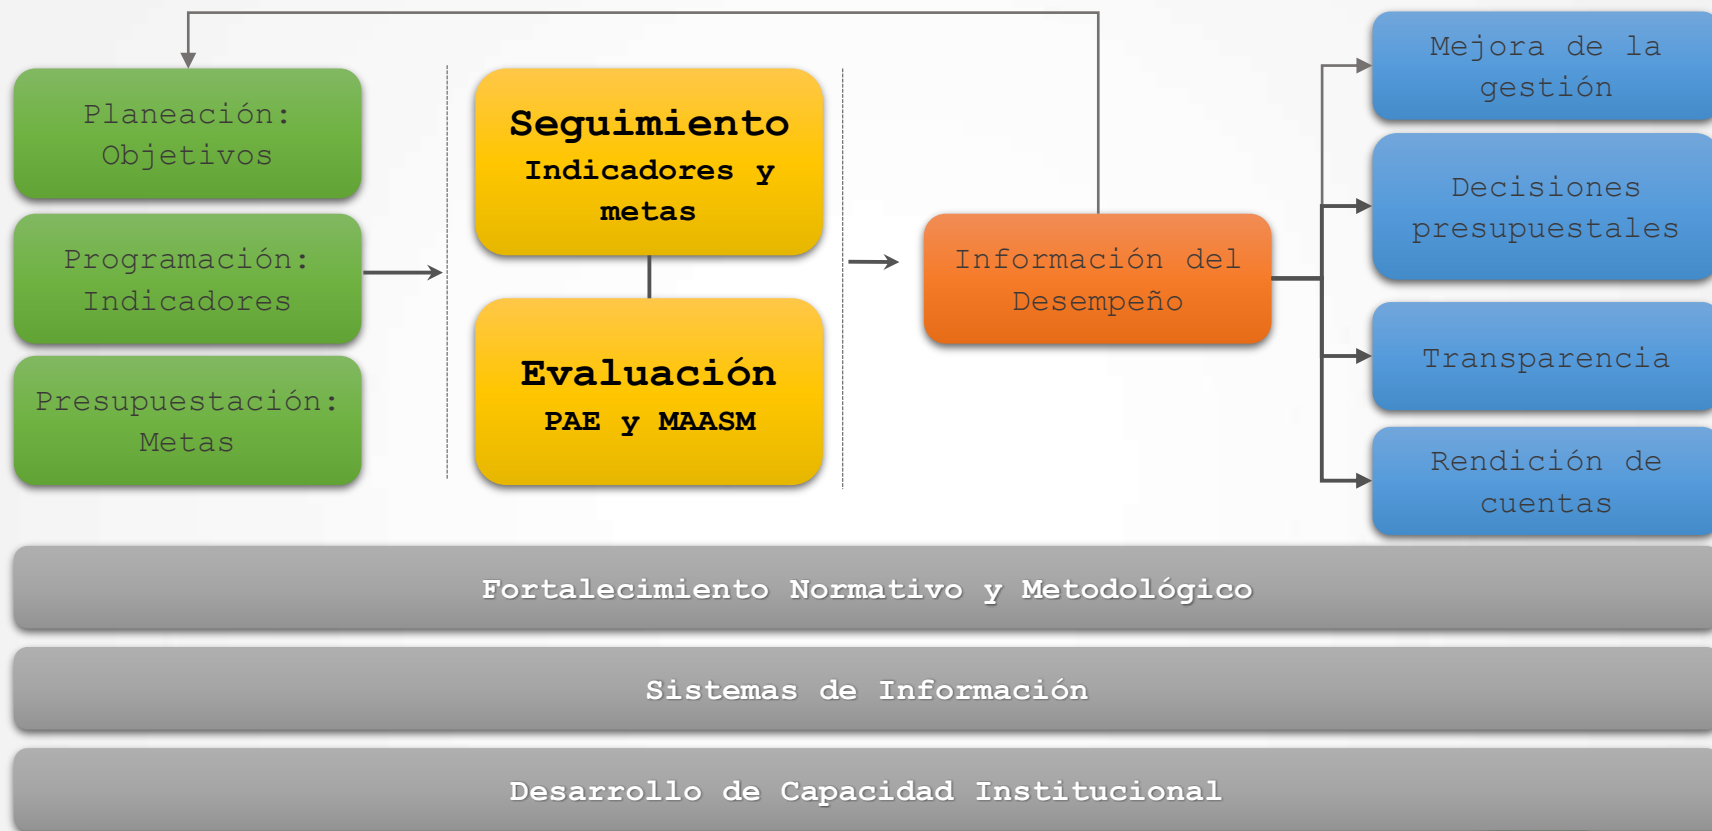 Planeación:
Objetivos
Programación:
Indicadores
Presupuestación:
Metas
Seguimiento
Indicadores y
metas
Evaluación
PAE y MAASM
Información del
Desempeño
Mejora de la
gestión
Decisiones
presupuestales
Transparencia
Rendición de
cuentas
Fortalecimiento Normativo y Metodológico
Sistemas de Información
Desarrollo de Capacidad Institucional